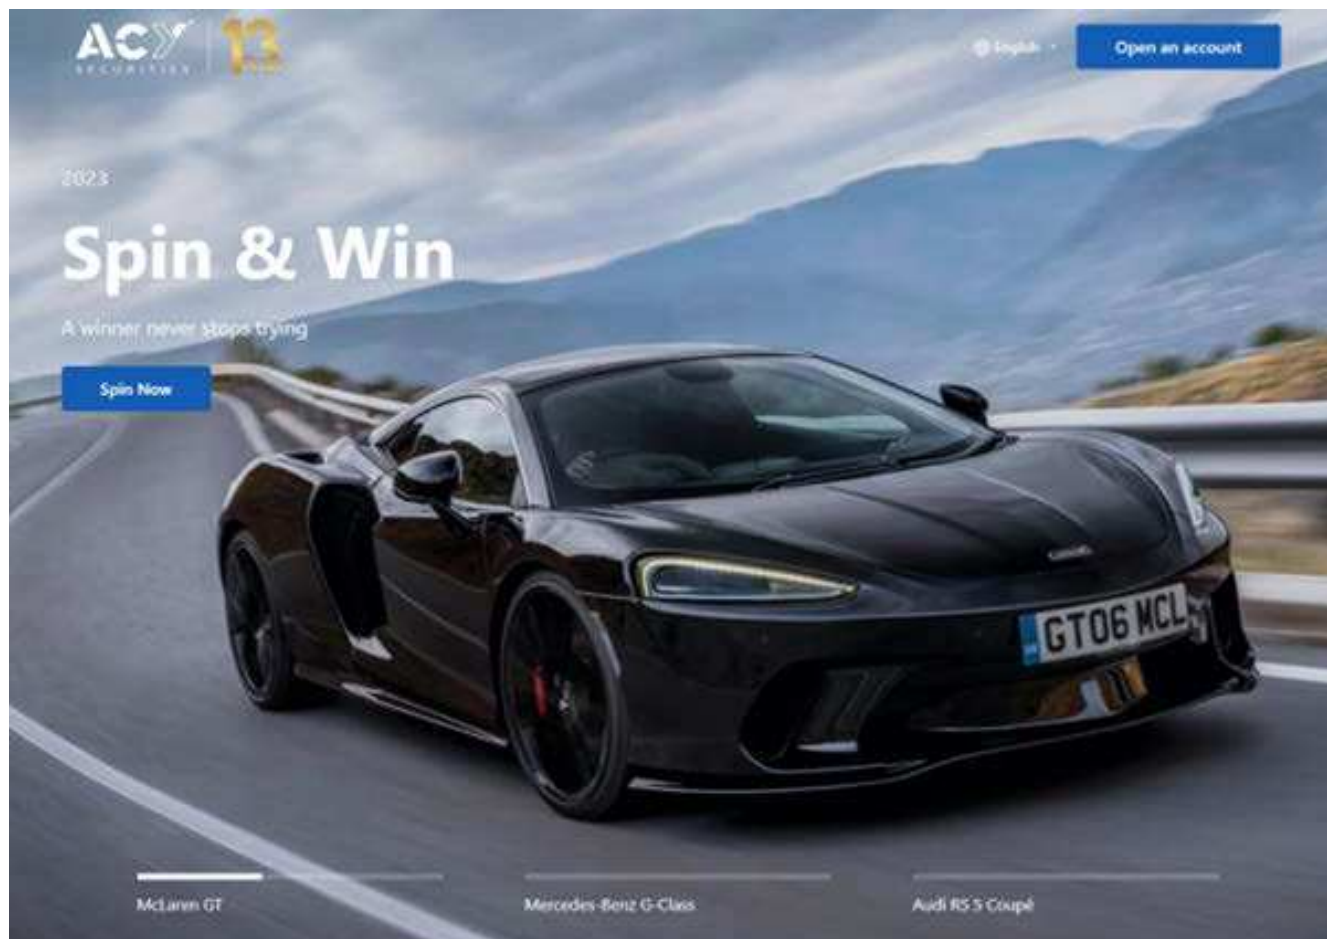 ACY
SECURITIES
13
English
Open an account
2023
Spin & Win
A winner never stops trying
Spin Now
GT06 MCL
McLaren GT
Mercedes-Benz G-Class
Audi RS 5 Coupé